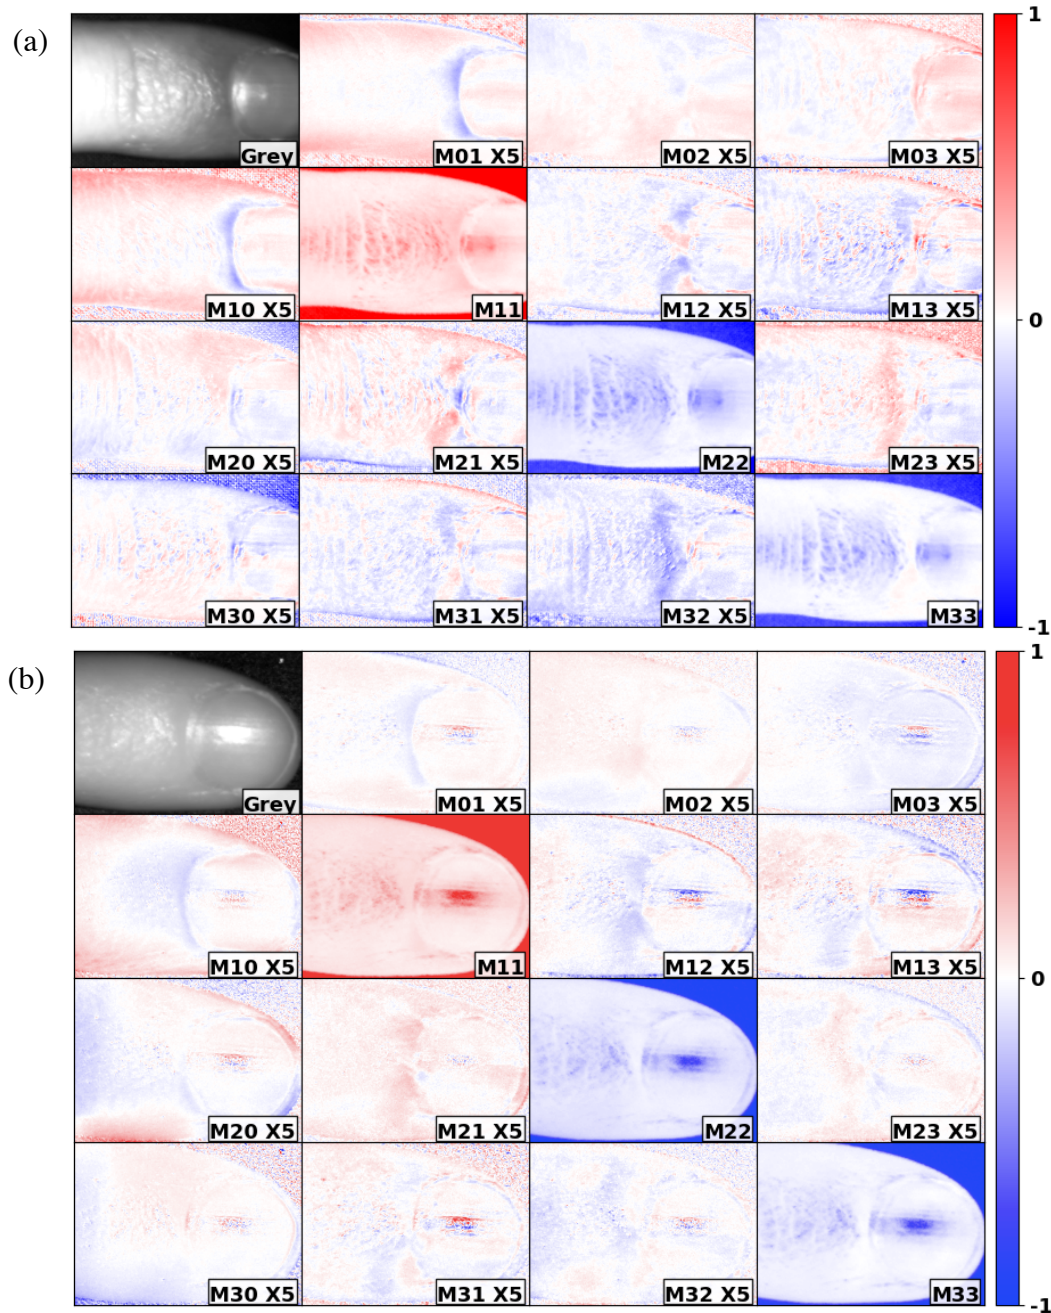 (a)
1
Grey
M01 X5
M02 X5
M03 X5
M10 X5
M11
M12 X5
M13 X5
0
M20 X5
M21 X5
M22
M23 X5
M30 X5
M31 X5
M32 X5
M33
-1
(b)
1
Grey
M01 X5
M02 X5
M03 X5
M10 X5
M11
M12 X5
M13 X5
0
M20 X5
M21 X5
M22
M23 X5
M30 X5
M31 X5
M32 X5
M33
-1